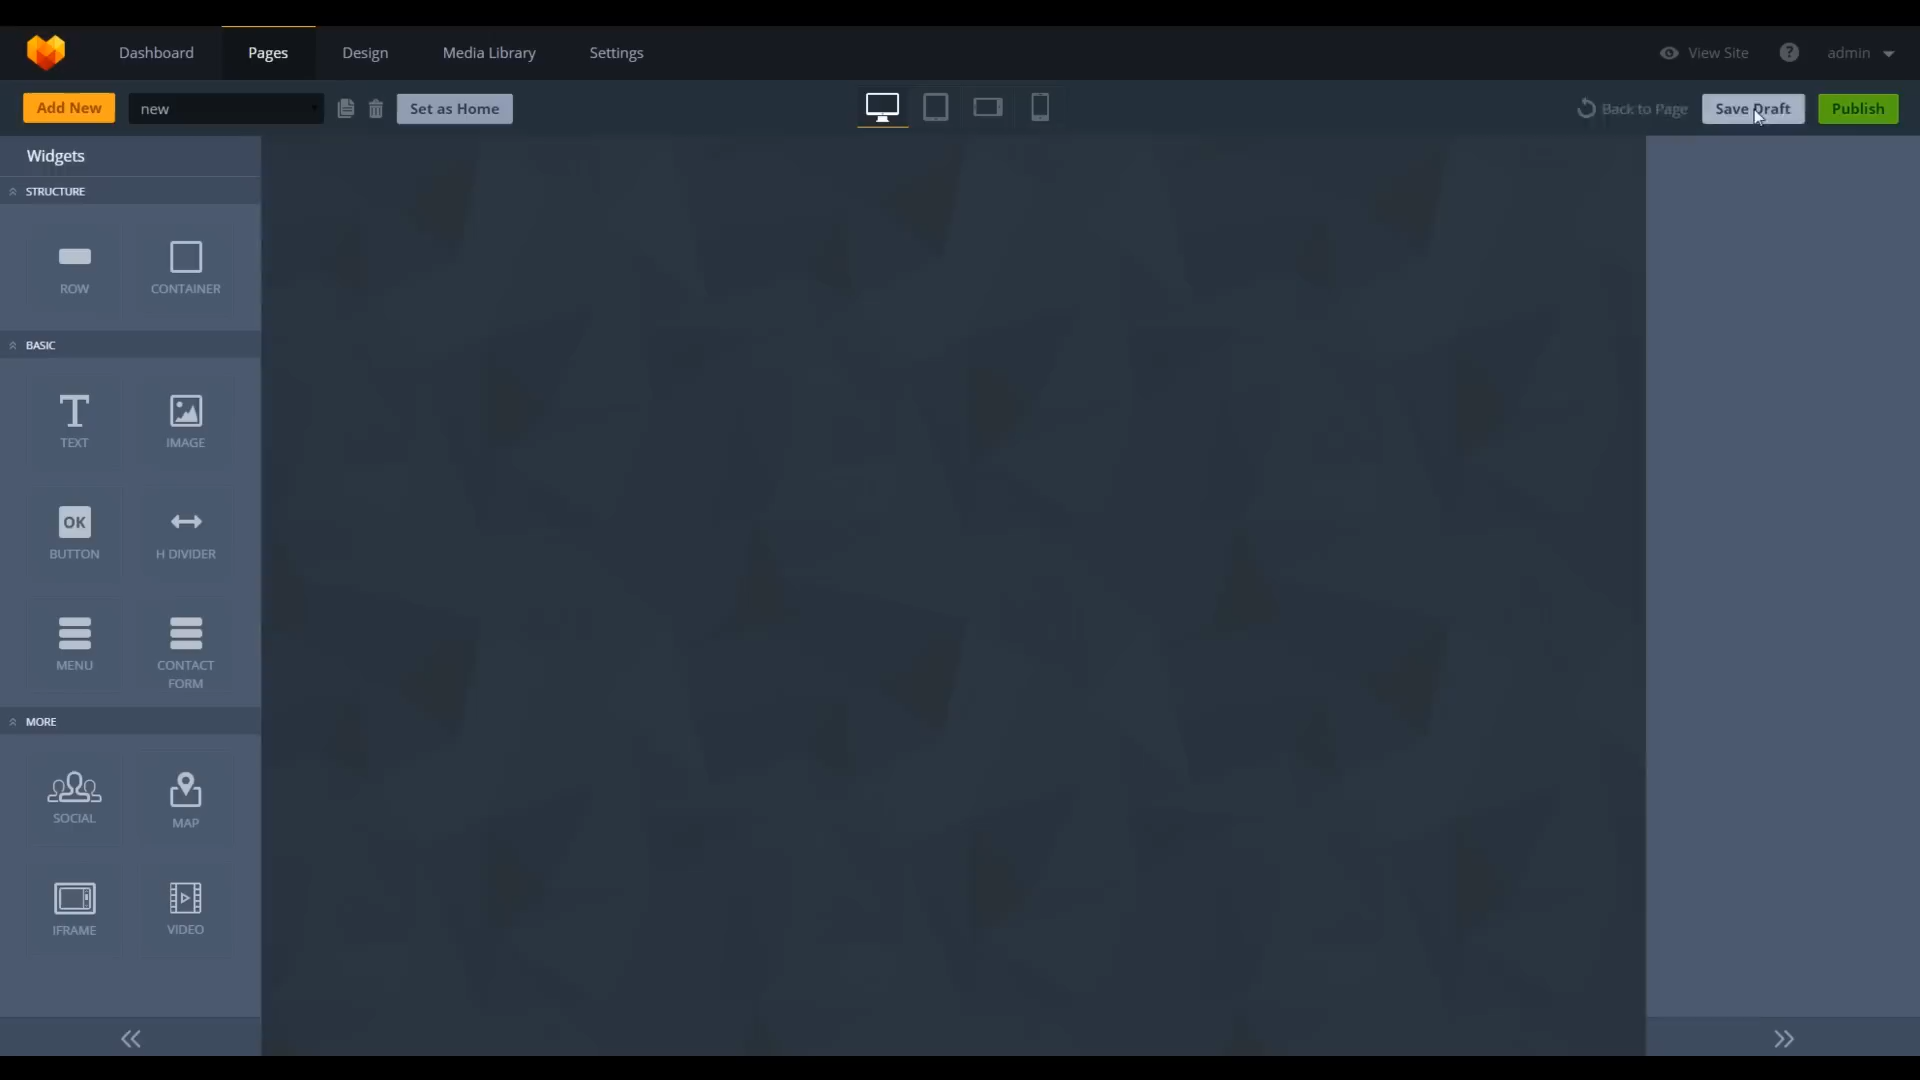 Dashboard
Pages
Design
Media Library
Settings
View Site
?
admin
Add New
new
Set as Home
Back to Page
Save Draft
Publish
Widgets
STRUCTURE
ROW
CONTAINER
BASIC
T
TEXT
IMAGE
OK
BUTTON
H DIVIDER
MENU
CONTACT
FORM
MORE
SOCIAL
MAP
IFRAME
VIDEO